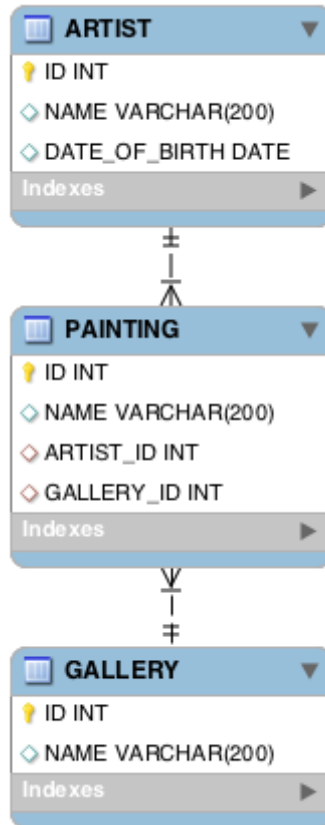 ARTIST
ID INT
NAME VARCHAR(200)
DATE_OF_BIRTH DATE
Indexes
PAINTING
ID INT
NAME VARCHAR(200)
ARTIST_ID INT
GALLERY_ID INT
Indexes
GALLERY
ID INT
NAME VARCHAR(200)
Indexes